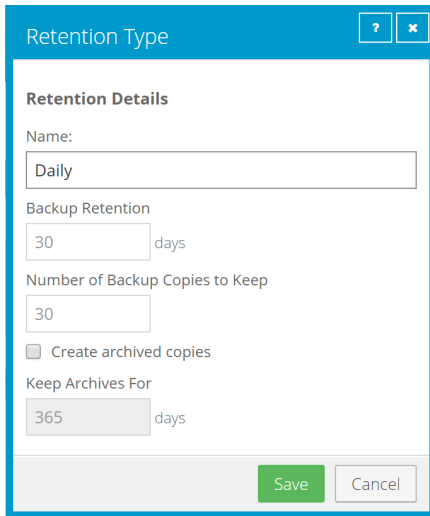 Retention Type
?
×
Retention Details
Name:
Daily
Backup Retention
30 days
Number of Backup Copies to Keep
30
Create archived copies
Keep Archives For
365 days
Save Cancel